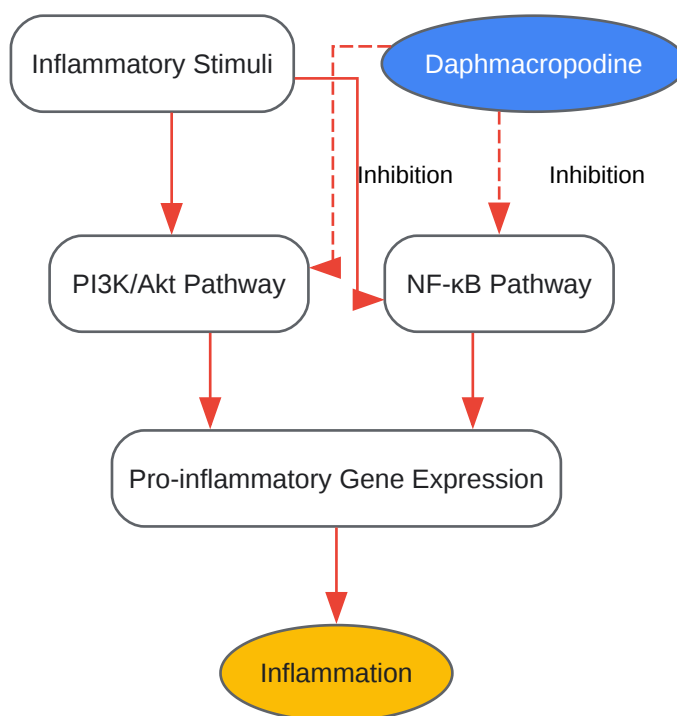 Inflammatory Stimuli
Daphmacropodine
Inhibition
Inhibition
PI3K/Akt Pathway
NF-κB Pathway
Pro-inflammatory Gene Expression
Inflammation